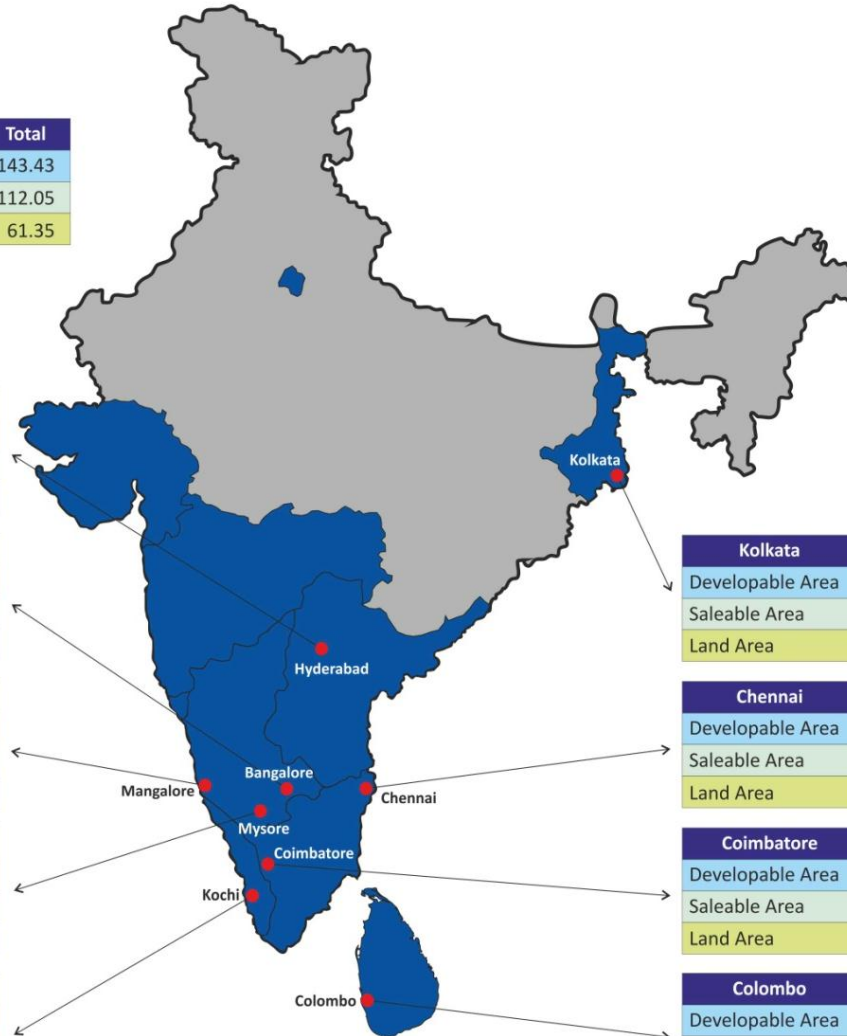 Total
143.43
112.05
61.35
Kolkata
Hyderabad
Bangalore
Mangalore
Chennai
Mysore
Coimbatore
Kochi
Colombo
Kolkata
Developable Area
Saleable Area
Land Area
Chennai
Developable Area
Saleable Area
Land Area
Coimbatore
Developable Area
Saleable Area
Land Area
Colombo
Developable Area